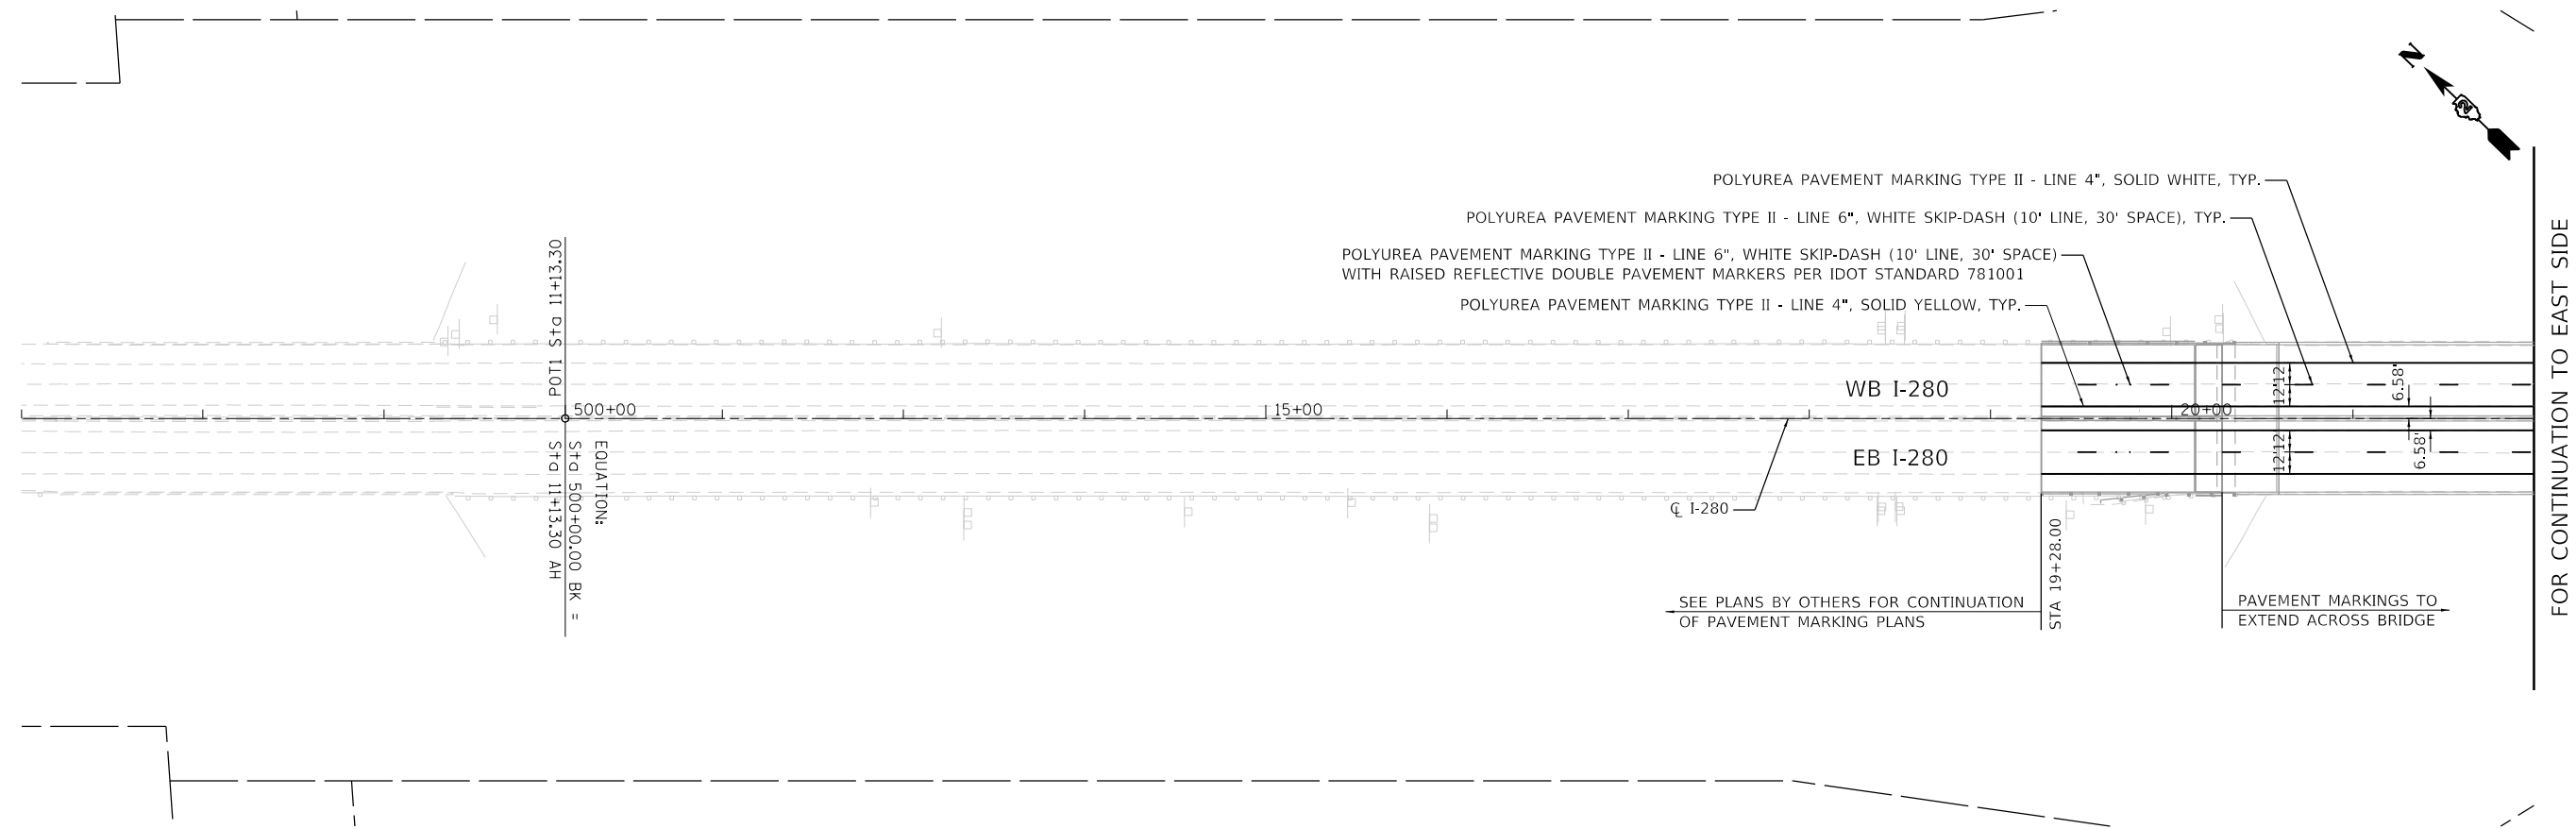 N
2
POLYUREA PAVEMENT MARKING TYPE II - LINE 4", SOLID WHITE, TYP.
POLYUREA PAVEMENT MARKING TYPE II - LINE 6", WHITE SKIP-DASH (10' LINE, 30' SPACE), TYP.
POLYUREA PAVEMENT MARKING TYPE II - LINE 6", WHITE SKIP-DASH (10' LINE, 30' SPACE)
WITH RAISED REFLECTIVE DOUBLE PAVEMENT MARKERS PER IDOT STANDARD 781001
POLYUREA PAVEMENT MARKING TYPE II - LINE 4", SOLID YELLOW, TYP.
POT11 Sta 11+13.30
WB I-280
500+00
15+00
20+00
12'
12'
6.58'
EB I-280
12'
12'
6.58'
EQUATION:
Sta 500+00.00 BK =
Sta 11+13.30 AH
℄ I-280
STA 19+28.00
SEE PLANS BY OTHERS FOR CONTINUATION
OF PAVEMENT MARKING PLANS
PAVEMENT MARKINGS TO
EXTEND ACROSS BRIDGE
FOR CONTINUATION TO EAST SIDE